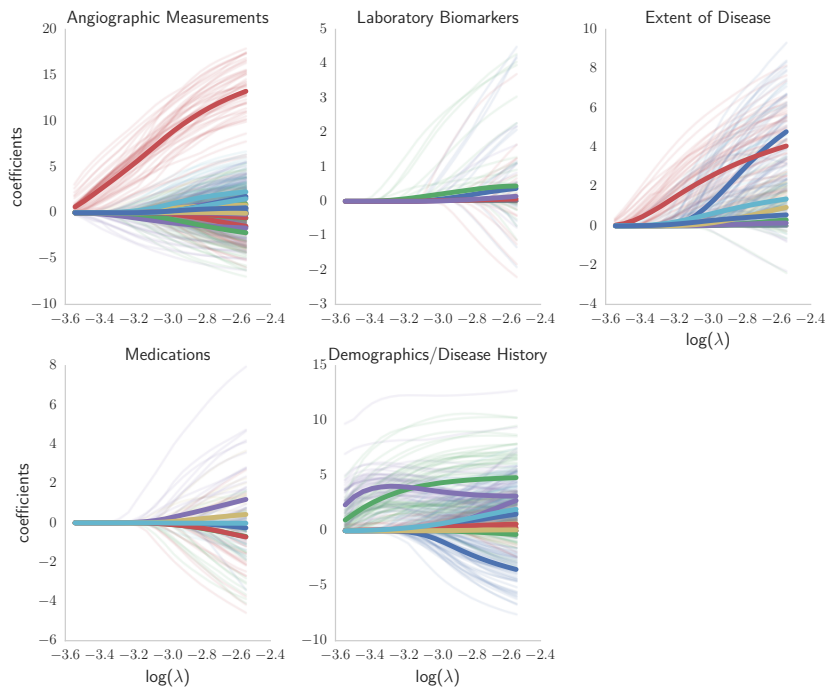 Angiographic Measurements
20
15
10
5
0
−5
−10
coefficients
−3.6 −3.4 −3.2 −3.0 −2.8 −2.6 −2.4
Laboratory Biomarkers
5
4
3
2
1
0
−1
−2
−3
−3.6 −3.4 −3.2 −3.0 −2.8 −2.6 −2.4
Extent of Disease
10
8
6
4
2
0
−2
−4
−3.6 −3.4 −3.2 −3.0 −2.8 −2.6 −2.4
log(λ)
Medications
8
6
4
2
0
−2
−4
−6
coefficients
−3.6 −3.4 −3.2 −3.0 −2.8 −2.6 −2.4
log(λ)
Demographics/Disease History
15
10
5
0
−5
−10
−3.6 −3.4 −3.2 −3.0 −2.8 −2.6 −2.4
log(λ)